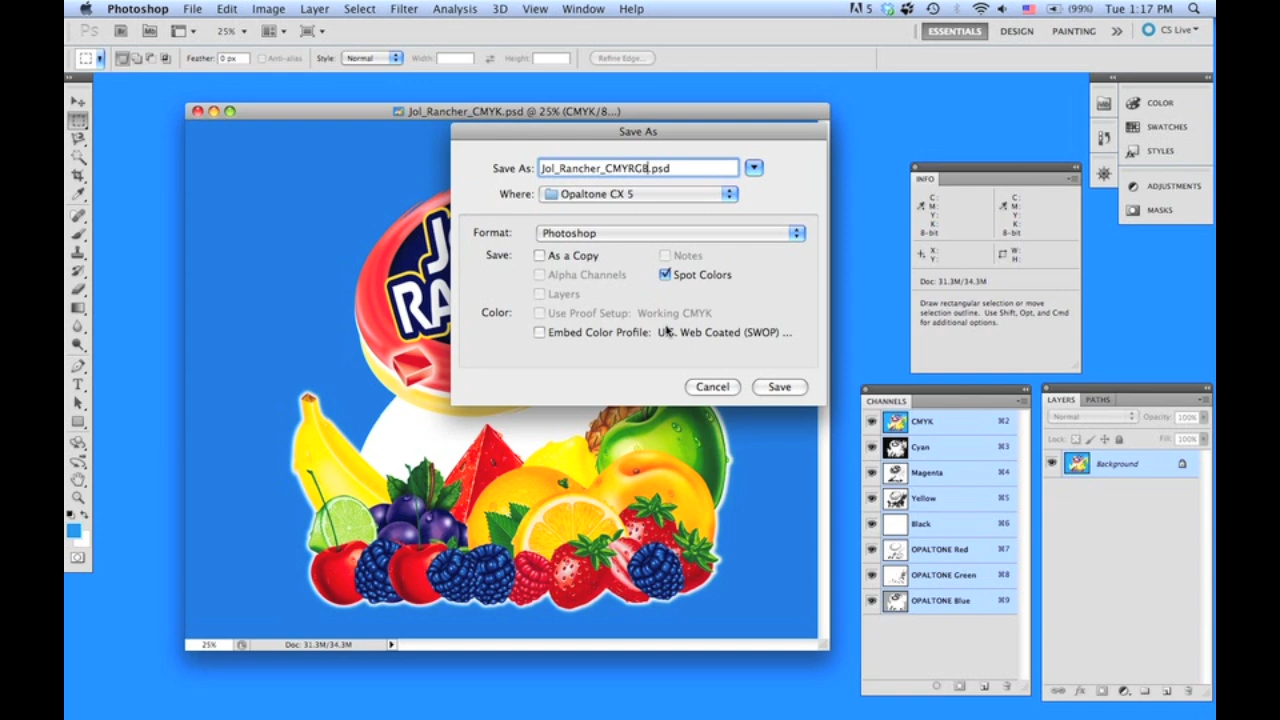 Photoshop File Edit Image Layer Select Filter Analysis 3D View Window Help 5 (99%) Tue 1:17 PM
Ps Br Mb 25% ESSENTIALS DESIGN PAINTING CS Live
Feather: 0 px Anti-alias Style: Normal Width: Height: Refine Edge...
Jol_Rancher_CMYK.psd @ 25% (CMYK/8...)
Save As
Save As: Jol_Rancher_CMYRGB.psd
Where: Opaltone CX 5
Format: Photoshop
Save: As a Copy Notes
Alpha Channels Spot Colors
Layers
Color: Use Proof Setup: Working CMYK
Embed Color Profile: Web Coated (SWOP) ...
Cancel Save
COLOR
SWATCHES
STYLES
ADJUSTMENTS
MASKS
INFO
C: C:
M: M:
Y: Y:
K: K:
8-bit 8-bit
X: W:
Y: H:
Doc: 31.3M/34.3M
Draw rectangular selection or move
selection outline. Use Shift, Opt, and Cmd
for additional options.
CHANNELS
CMYK ⌘2
Cyan ⌘3
Magenta ⌘4
Yellow ⌘5
Black ⌘6
OPALTONE Red ⌘7
OPALTONE Green ⌘8
OPALTONE Blue ⌘9
LAYERS PATHS
Normal Opacity: 100%
Lock: Fill: 100%
Background
25% Doc: 31.3M/34.3M